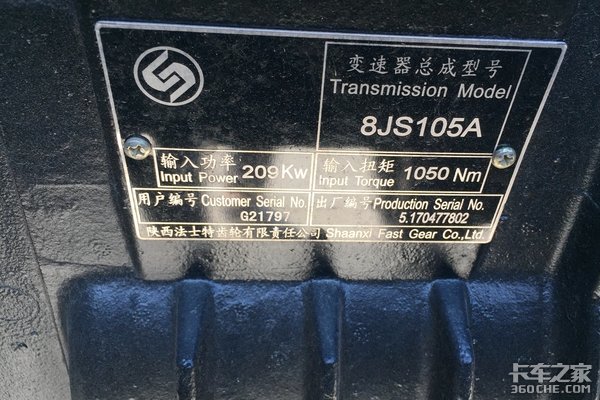 变速器总成型号
Transmission Model
8JS105A
输入功率
Input Power 209Kw
输入扭矩
Input Torque 1050 Nm
用户编号 Customer Serial No.
G21797
出厂编号 Production Serial No.
5.170477802
陕西法士特齿轮有限责任公司 Shaanxi Fast Gear Co.,Ltd.
卡车之家
360che.com